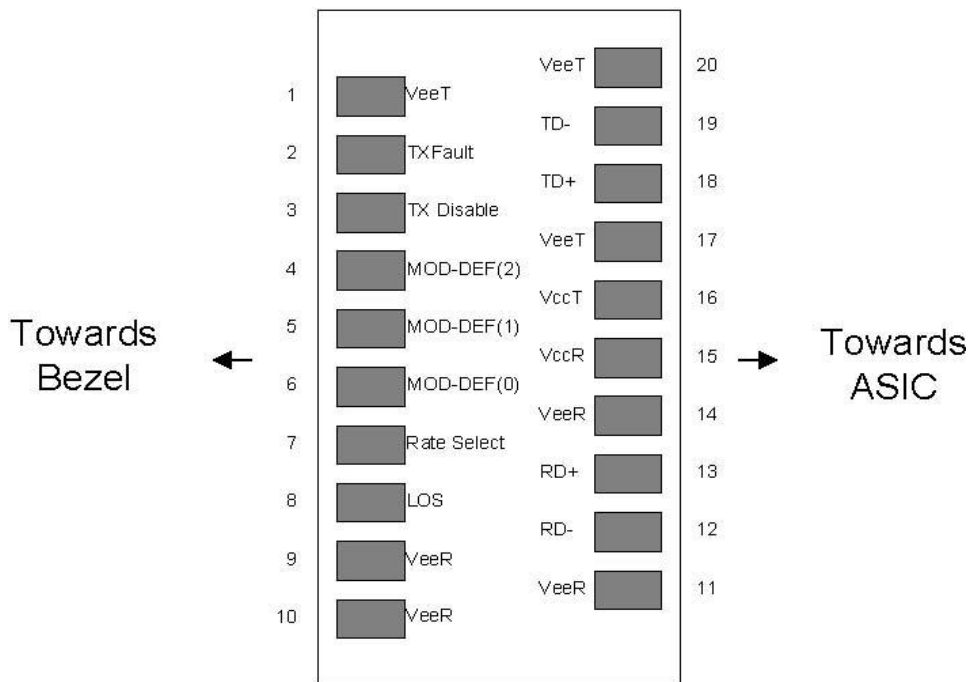 Towards
Bezel
1 VeeT
2 TXFault
3 TX Disable
4 MOD-DEF(2)
5 MOD-DEF(1)
6 MOD-DEF(0)
7 Rate Select
8 LOS
9 VeeR
10 VeeR
VeeT 20
TD- 19
TD+ 18
VeeT 17
VccT 16
VccR 15
VeeR 14
RD+ 13
RD- 12
VeeR 11
Towards
ASIC